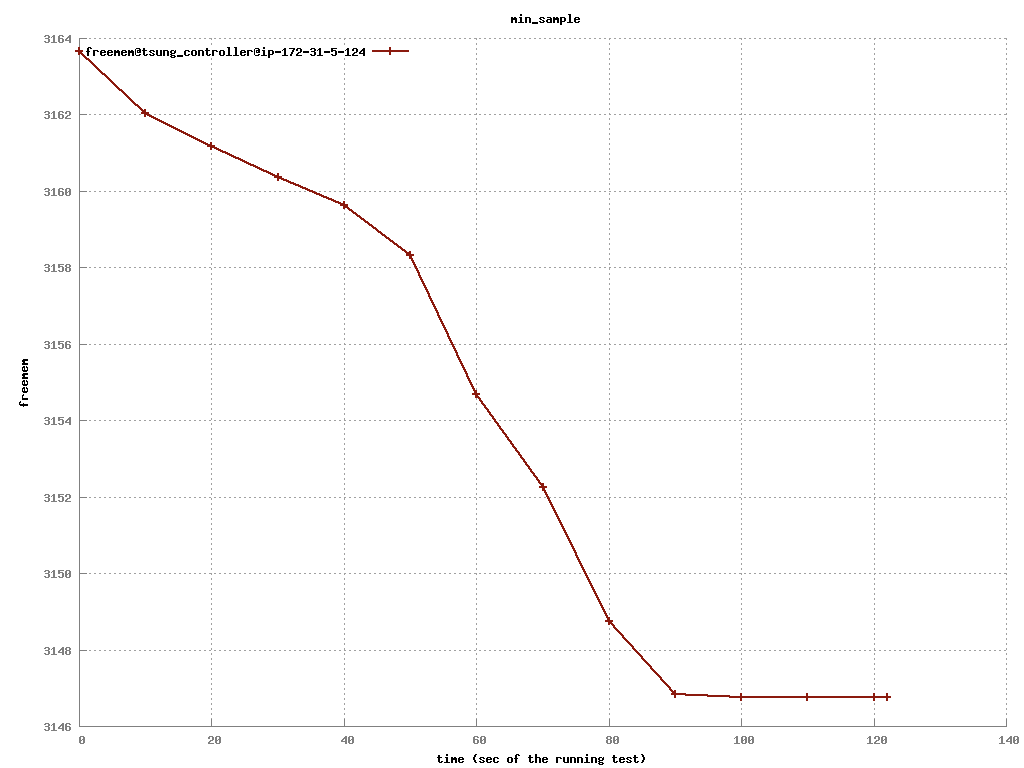 min_sample
freemem@tsung_controller@ip-172-31-5-124
3164
3162
3160
3158
3156
3154
3152
3150
3148
3146
freemem
0 20 40 60 80 100 120 140
time (sec of the running test)